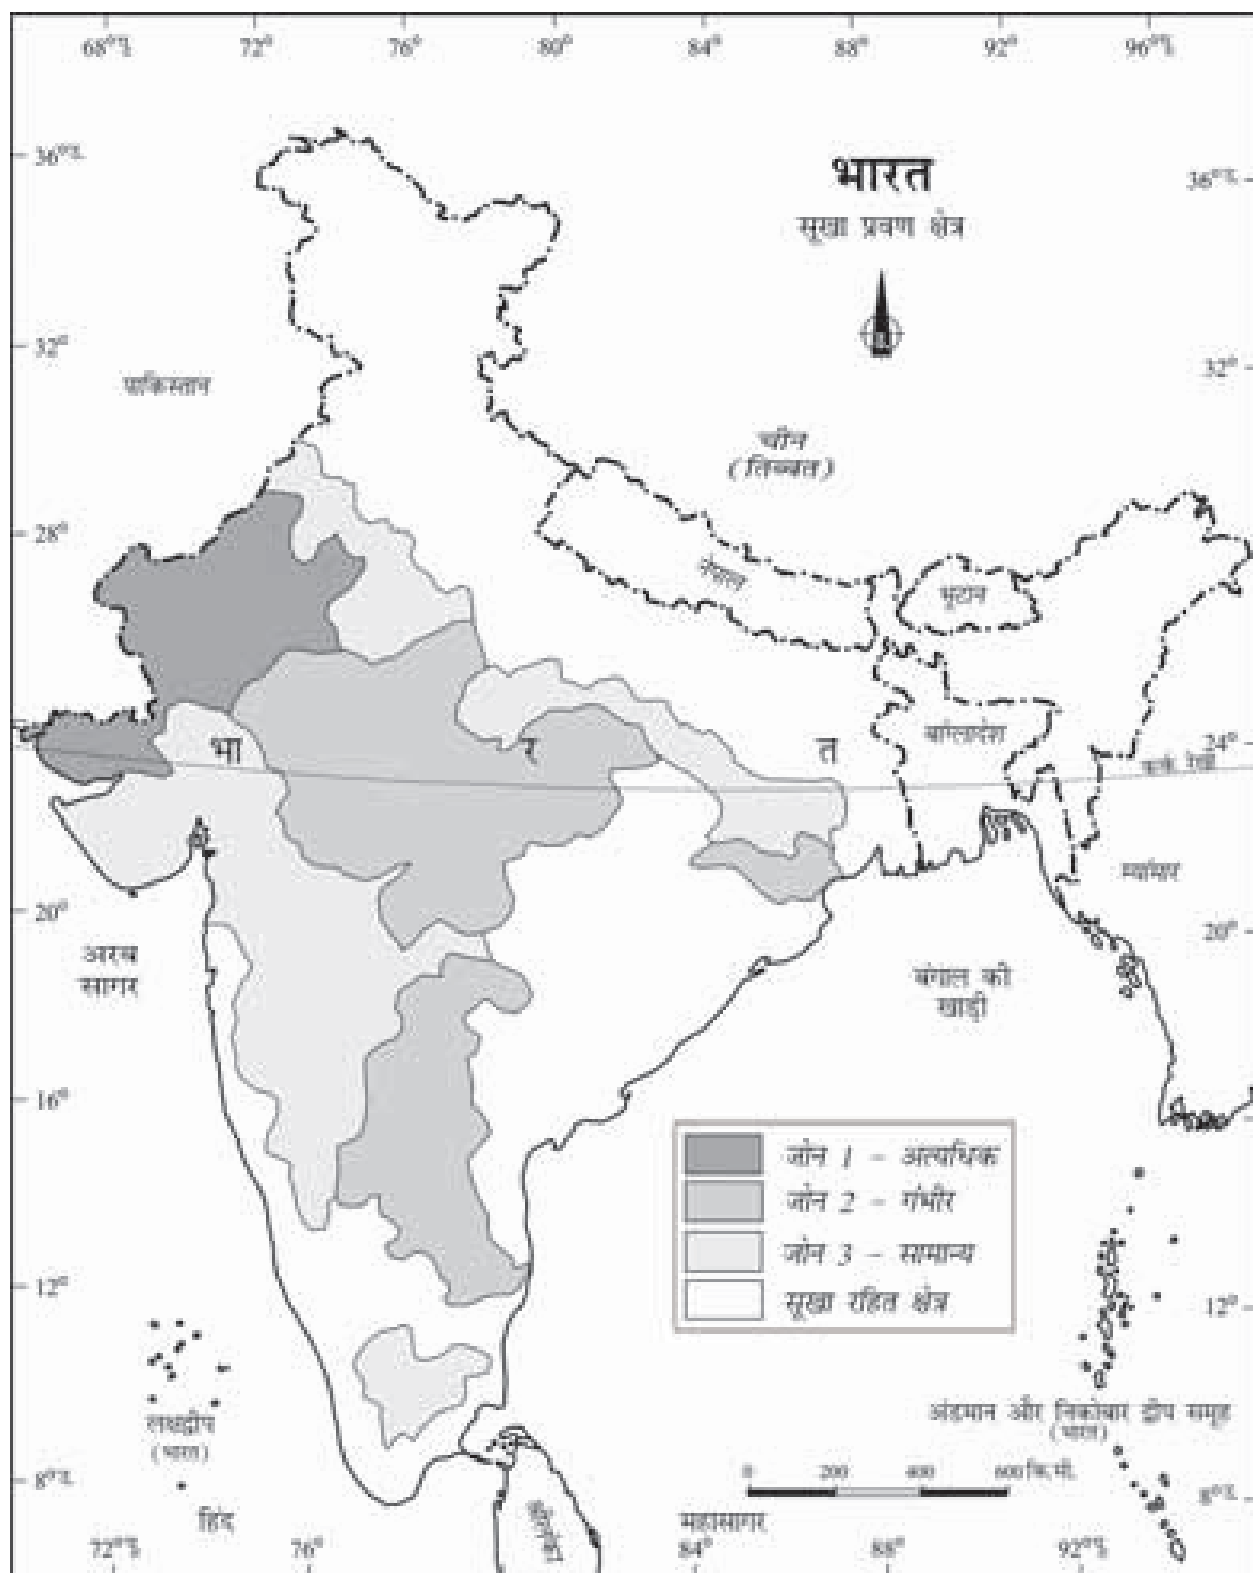 68°पू 72° 76° 80° 84° 88° 92° 96°पू
36°उ 36°उ
भारत
सूखा प्रवण क्षेत्र
32° 32°
पाकिस्तान
चीन
(तिब्बत)
28°
नेपाल
भूटान
भा र त
बांग्लादेश
24°
कर्क रेखा
म्यांमार
20° 20°
अरब
सागर
बंगाल की
खाड़ी
16°
जोन 1 - अत्यधिक
जोन 2 - गंभीर
जोन 3 - सामान्य
सूखा रहित क्षेत्र
12° 12°
लक्षद्वीप
(भारत)
अंडमान और निकोबार द्वीप समूह
(भारत)
0 200 400 600 कि.मी.
8°उ 8°उ
हिंद महासागर
श्रीलंका
72°पू 76° 84° 88° 92°पू